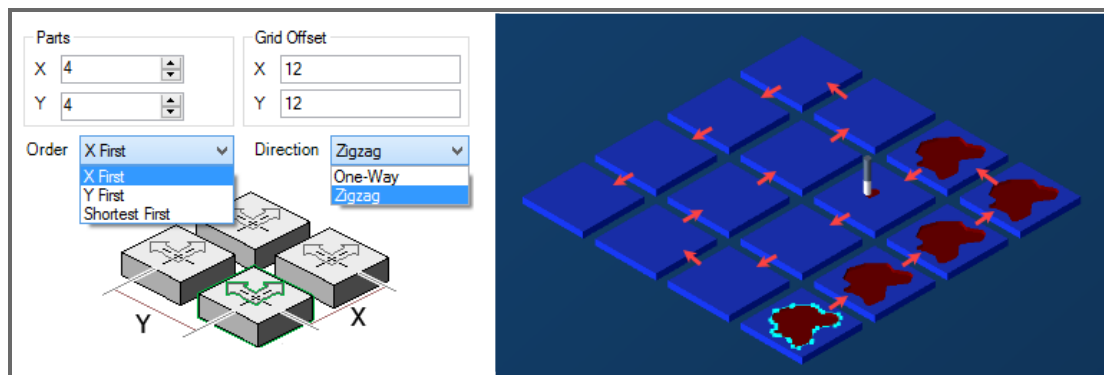 Parts
X 4
Y 4
Grid Offset
X 12
Y 12
Order X First
X First
Y First
Shortest First
Direction Zigzag
One-Way
Zigzag
Y
X